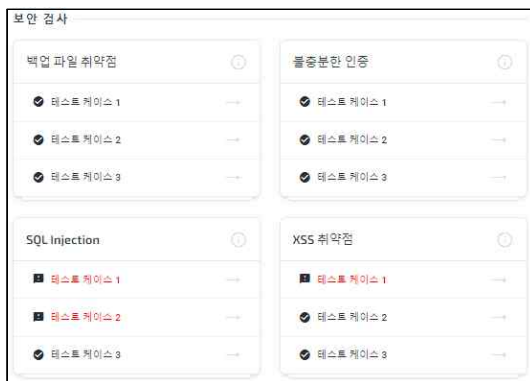 보안 검사
백업 파일 취약점
테스트 케이스 1
테스트 케이스 2
테스트 케이스 3
불충분한 인증
테스트 케이스 1
테스트 케이스 2
테스트 케이스 3
SQL Injection
테스트 케이스 1
테스트 케이스 2
테스트 케이스 3
XSS 취약점
테스트 케이스 1
테스트 케이스 2
테스트 케이스 3